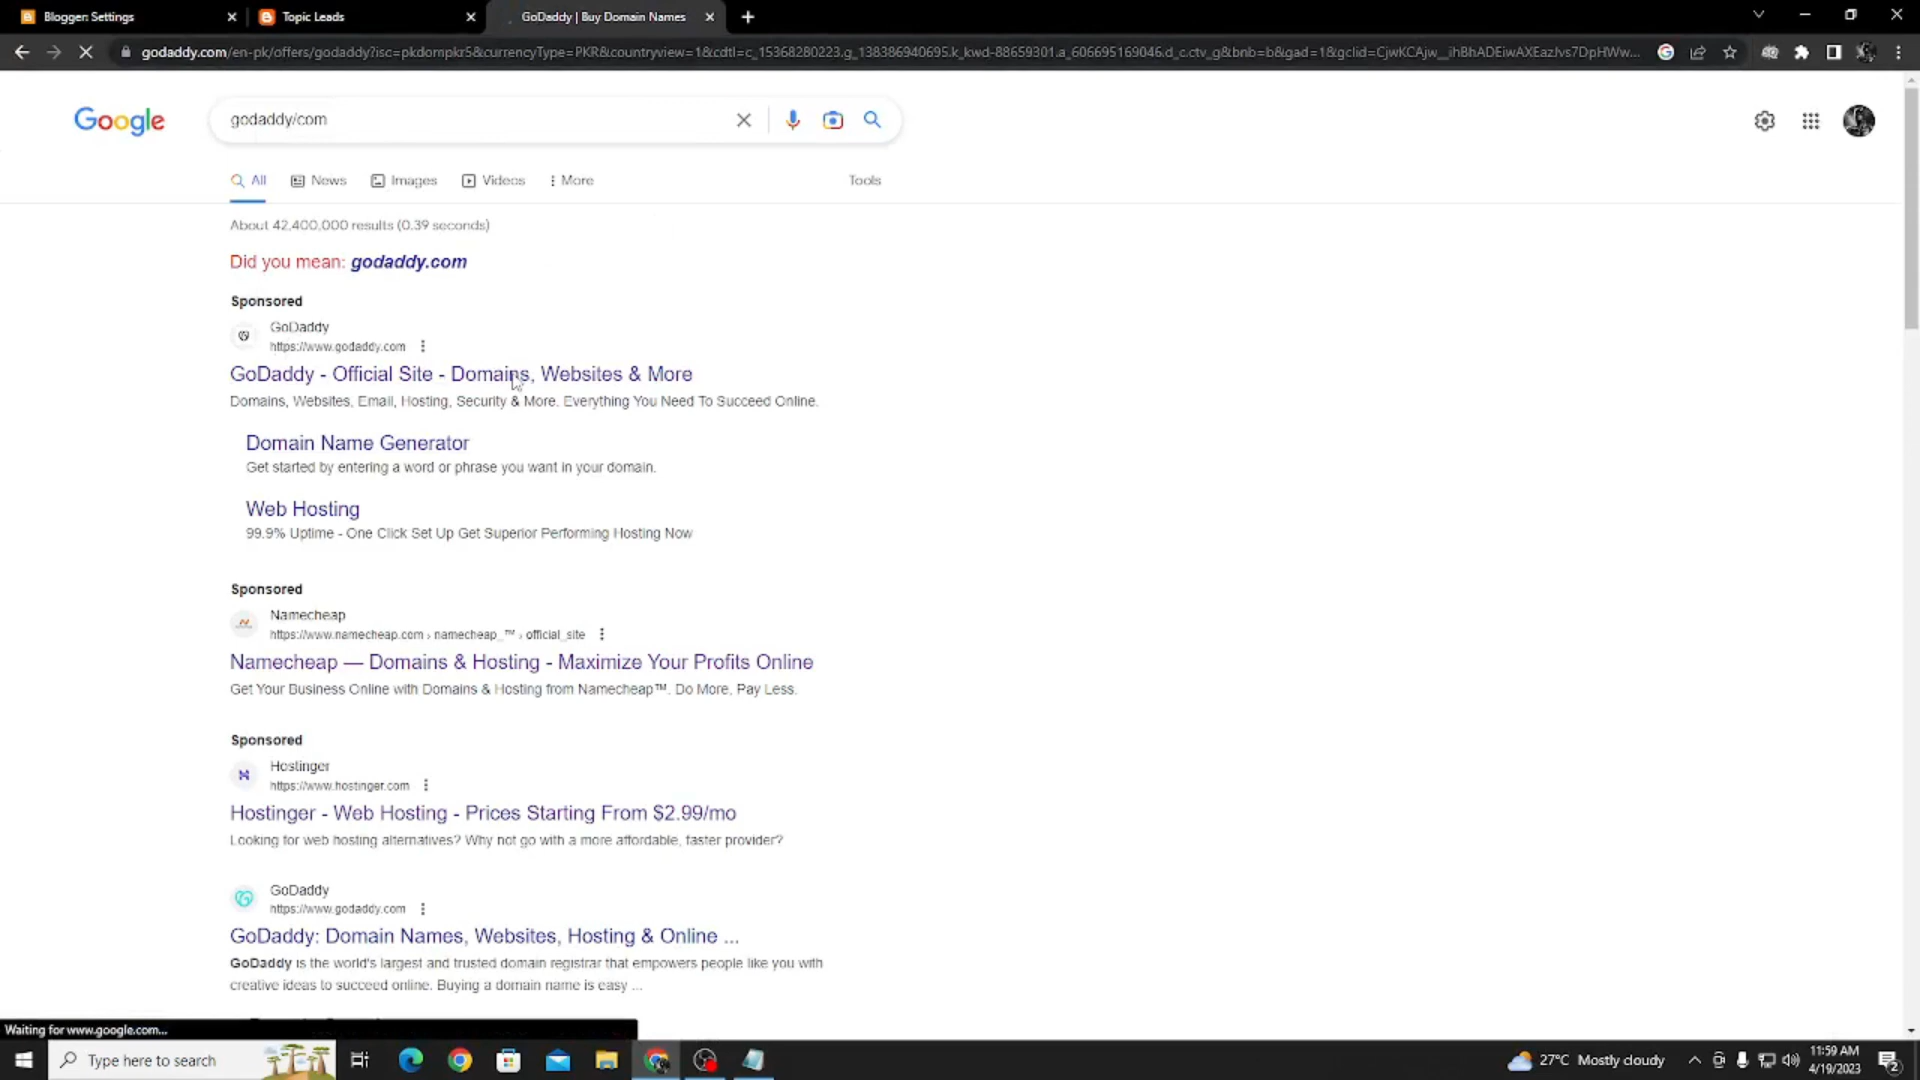 Blogger: Settings
Topic Leads
GoDaddy | Buy Domain Names
godaddy.com/en-pk/offers/godaddy?isc=pkdompkr5&currencyType=PKR&countryview=1&cdtl=c_15368280223.g_138386940695.k_kwd-88659301.a_606695169046.d_c.ctv_g&bnb=b&gad=1&gclid=CjwKCAjw__ihBhADEiwAXEazJvs7DpHWw...
Google
godaddy/com
All
News
Images
Videos
More
Tools
About 42,400,000 results (0.39 seconds)
Did you mean: godaddy.com
Sponsored
GoDaddy
https://www.godaddy.com
GoDaddy - Official Site - Domains, Websites & More
Domains, Websites, Email, Hosting, Security & More. Everything You Need To Succeed Online.
Domain Name Generator
Get started by entering a word or phrase you want in your domain.
Web Hosting
99.9% Uptime - One Click Set Up Get Superior Performing Hosting Now
Sponsored
Namecheap
https://www.namecheap.com › namecheap_™ › official_site
Namecheap — Domains & Hosting - Maximize Your Profits Online
Get Your Business Online with Domains & Hosting from Namecheap™. Do More, Pay Less.
Sponsored
Hostinger
https://www.hostinger.com
Hostinger - Web Hosting - Prices Starting From $2.99/mo
Looking for web hosting alternatives? Why not go with a more affordable, faster provider?
GoDaddy
https://www.godaddy.com
GoDaddy: Domain Names, Websites, Hosting & Online ...
GoDaddy is the world's largest and trusted domain registrar that empowers people like you with
creative ideas to succeed online. Buying a domain name is easy ...
Waiting for www.google.com...
Type here to search
27°C Mostly cloudy
11:59 AM
4/19/2023
2